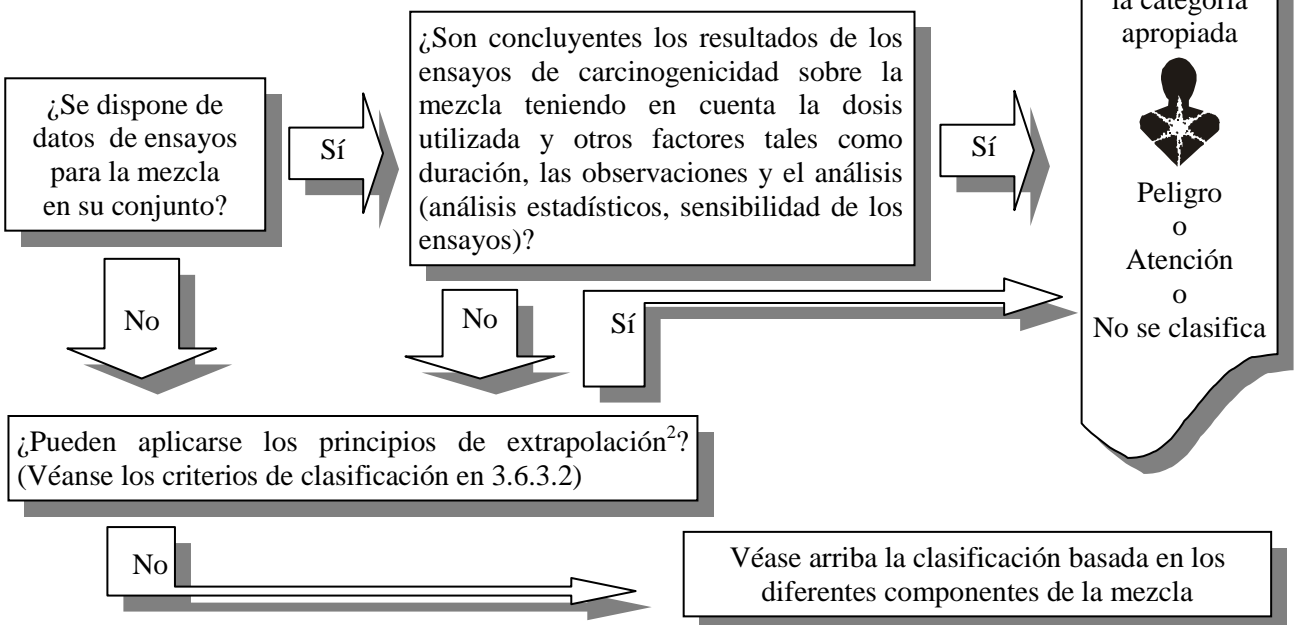 la categoría
apropiada
¿Son concluyentes los resultados de los
ensayos de carcinogenicidad sobre la
mezcla teniendo en cuenta la dosis
utilizada y otros factores tales como
duración, las observaciones y el análisis
(análisis estadísticos, sensibilidad de los
ensayos)?
¿Se dispone de
datos de ensayos
para la mezcla
en su conjunto?
Sí
Sí
Peligro
o
Atención
o
No se clasifica
No
No
Sí
¿Pueden aplicarse los principios de extrapolación2?
(Véanse los criterios de clasificación en 3.6.3.2)
No
Véase arriba la clasificación basada en los
diferentes componentes de la mezcla